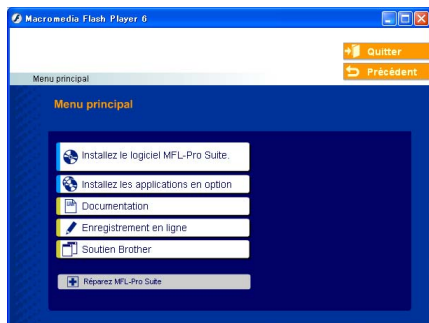 Macromedia Flash Player 6
Quitter
Précédent
Menu principal
Menu principal
Installez le logiciel MFL-Pro Suite.
Installez les applications en option
Documentation
Enregistrement en ligne
Soutien Brother
Réparez MFL-Pro Suite